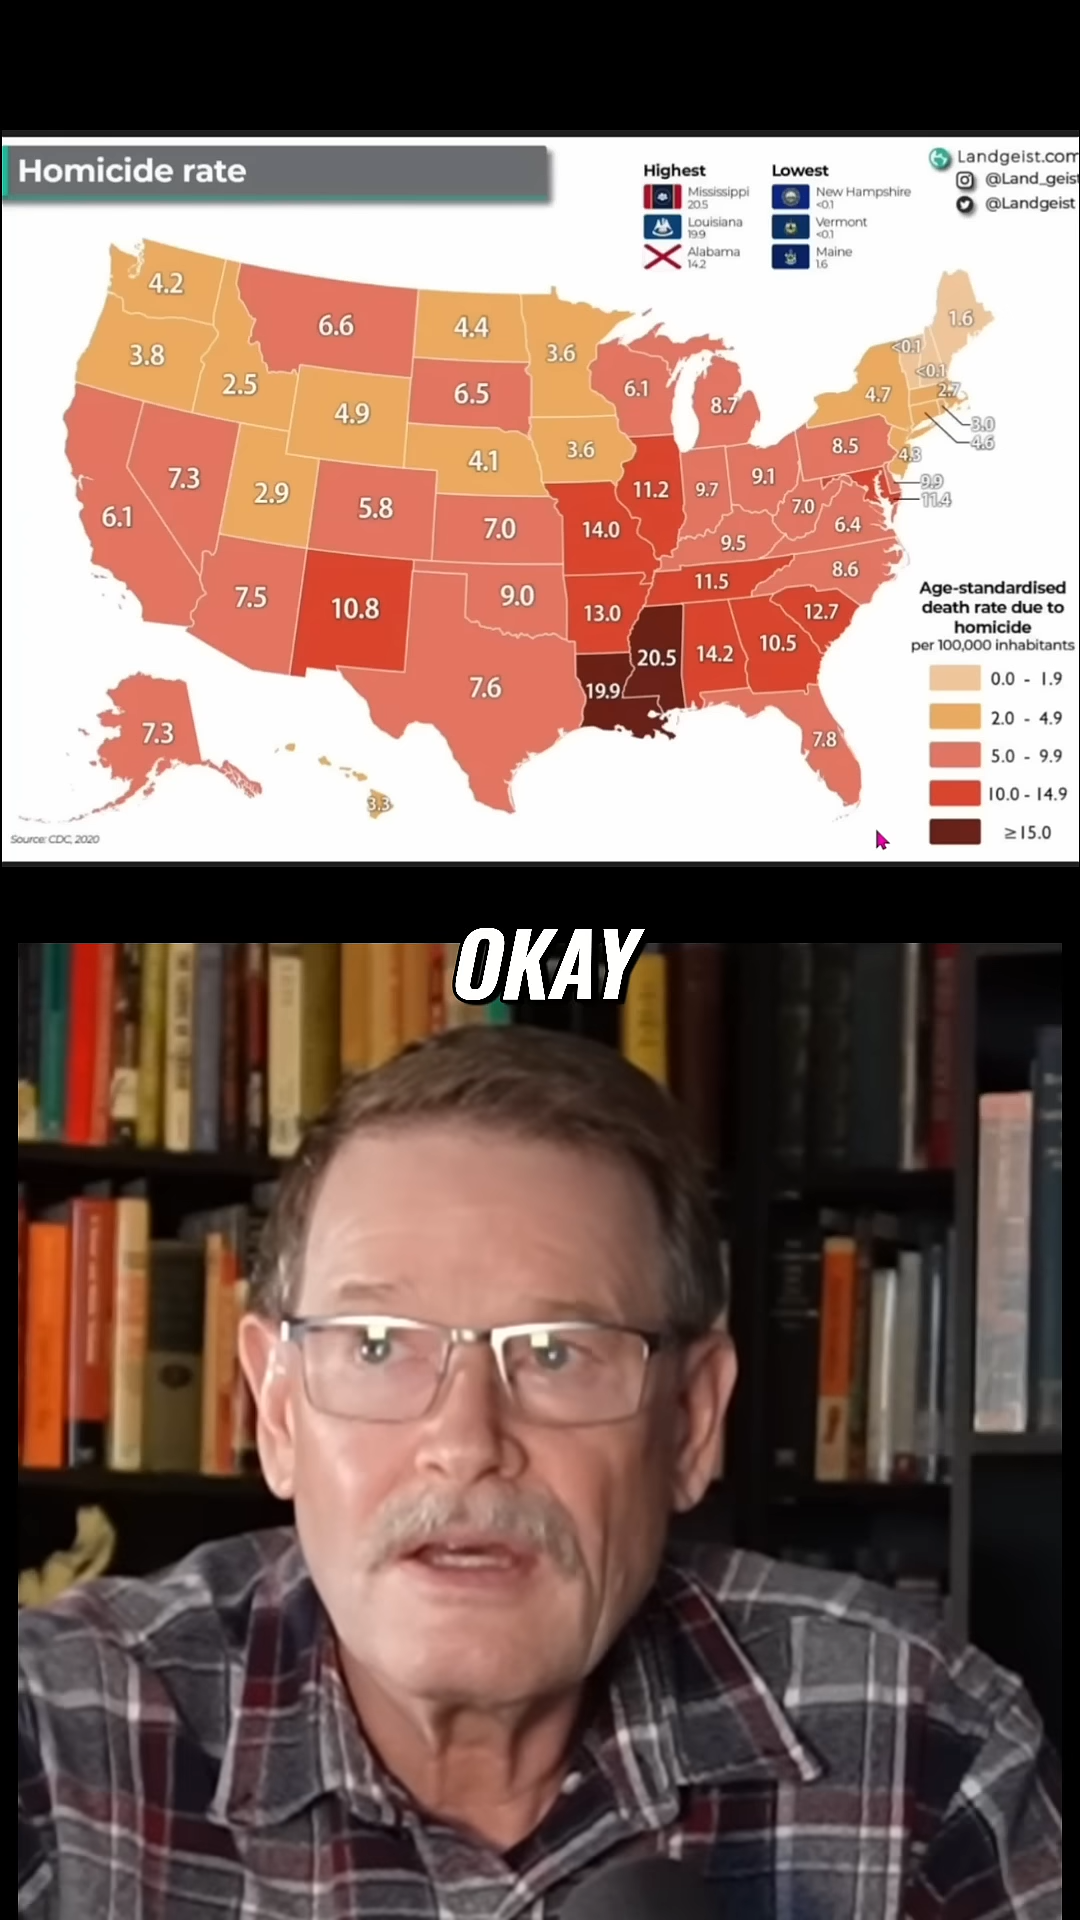 Homicide rate
Highest
Mississippi
20.5
Louisiana
19.9
Alabama
14.2
Lowest
New Hampshire
<0.1
Vermont
<0.1
Maine
1.6
Landgeist.com
@Land_geist
@Landgeist
4.2
6.6
4.4
3.6
1.6
<0.1
<0.1
3.8
2.5
4.9
6.5
6.1
8.7
4.7
2.7
3.0
4.6
7.3
2.9
4.1
3.6
8.5
4.3
6.1
5.8
7.0
14.0
11.2
9.7
9.1
7.0
6.4
9.9
11.4
9.5
7.5
10.8
9.0
13.0
11.5
8.6
12.7
7.6
19.9
20.5
14.2
10.5
7.8
7.3
3.3
Age-standardised
death rate due to
homicide
per 100,000 inhabitants
0.0 - 1.9
2.0 - 4.9
5.0 - 9.9
10.0 - 14.9
≥15.0
Source: CDC, 2020
OKAY